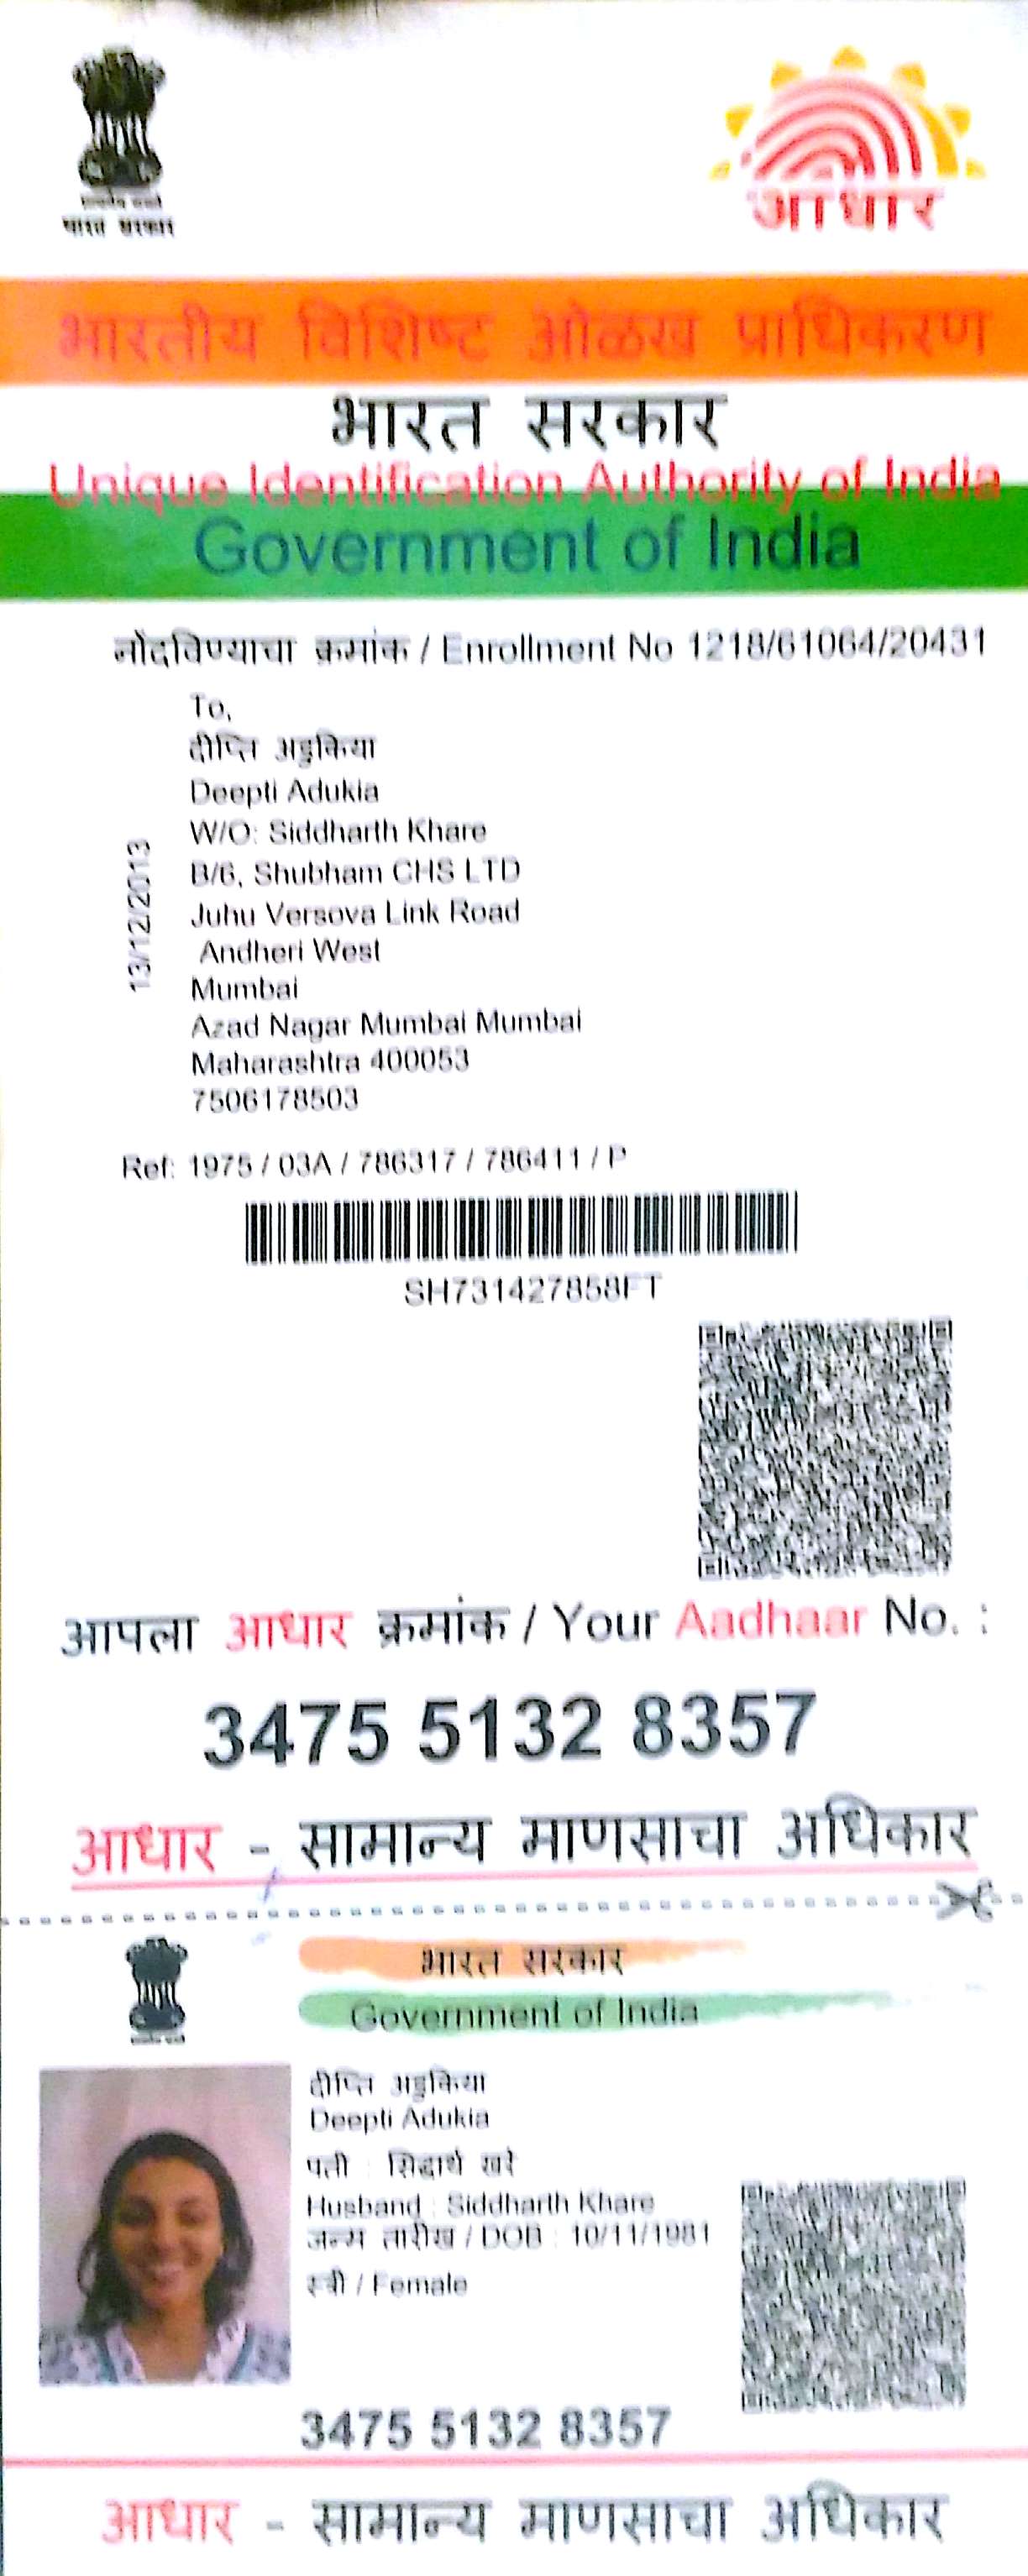 भारत सरकार
आधार
भारतीय विशिष्ट ओळख प्राधिकरण
भारत सरकार
Unique Identification Authority of India
Government of India
नोंदविण्याचा क्रमांक / Enrollment No 1218/61064/20431
To,
दीप्ति अडुकिया
Deepti Adukia
W/O: Siddharth Khare
B/6, Shubham CHS LTD
Juhu Versova Link Road
Andheri West
Mumbai
Azad Nagar Mumbai Mumbai
Maharashtra 400053
7506178503
13/12/2013
Ref: 1975 / 03A / 786317 / 786411 / P
SH731427858FT
आपला आधार क्रमांक / Your Aadhaar No. :
3475 5132 8357
आधार - सामान्य माणसाचा अधिकार
भारत सरकार
Government of India
दीप्ति अडुकिया
Deepti Adukia
पती : सिद्धार्थ खरे
Husband : Siddharth Khare
जन्म तारीख / DOB : 10/11/1981
स्त्री / Female
3475 5132 8357
आधार - सामान्य माणसाचा अधिकार